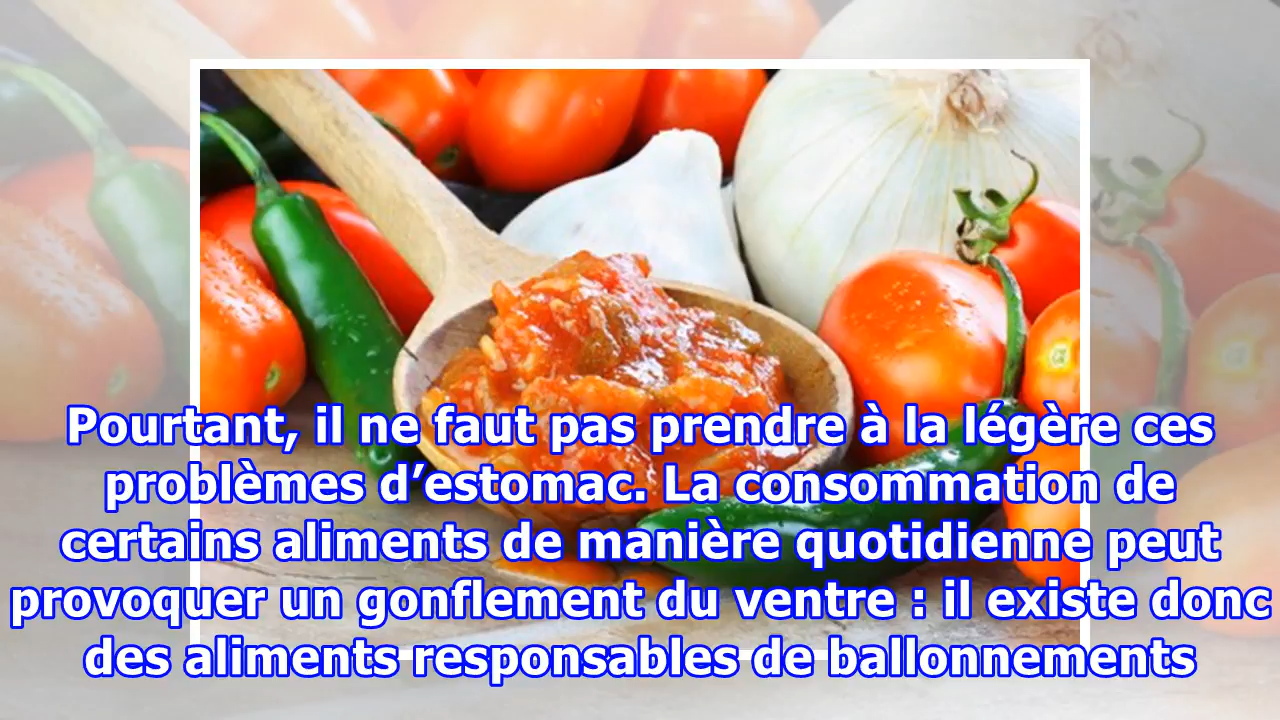 Pourtant, il ne faut pas prendre à la légère ces
problèmes d’estomac. La consommation de
certains aliments de manière quotidienne peut
provoquer un gonflement du ventre : il existe donc
des aliments responsables de ballonnements